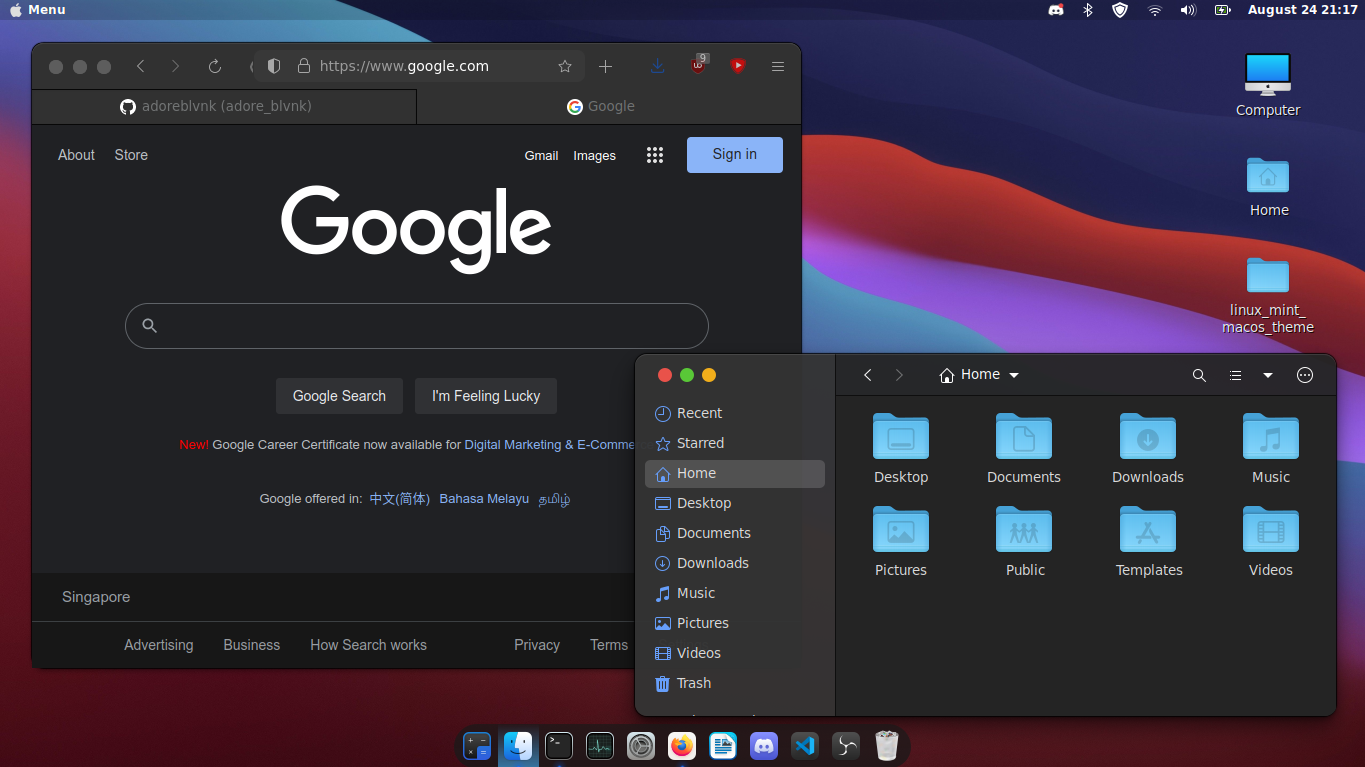 Menu
August 24 21:17
https://www.google.com
9
adoreblvnk (adore_blvnk)
Google
About
Store
Gmail
Images
Sign in
Google
Google Search
I'm Feeling Lucky
New! Google Career Certificate now available for Digital Marketing & E-Comme
Google offered in: 中文(简体) Bahasa Melayu தமிழ்
Singapore
Advertising
Business
How Search works
Privacy
Terms
Computer
Home
linux_mint_
macos_theme
Home
Recent
Starred
Home
Desktop
Documents
Downloads
Music
Pictures
Videos
Trash
Desktop
Documents
Downloads
Music
Pictures
Public
Templates
Videos